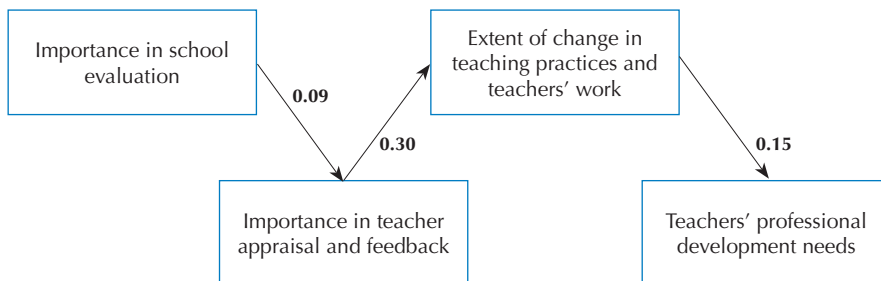 Importance in school
evaluation
Extent of change in
teaching practices and
teachers’ work
0.09
0.30
0.15
Importance in teacher
appraisal and feedback
Teachers’ professional
development needs